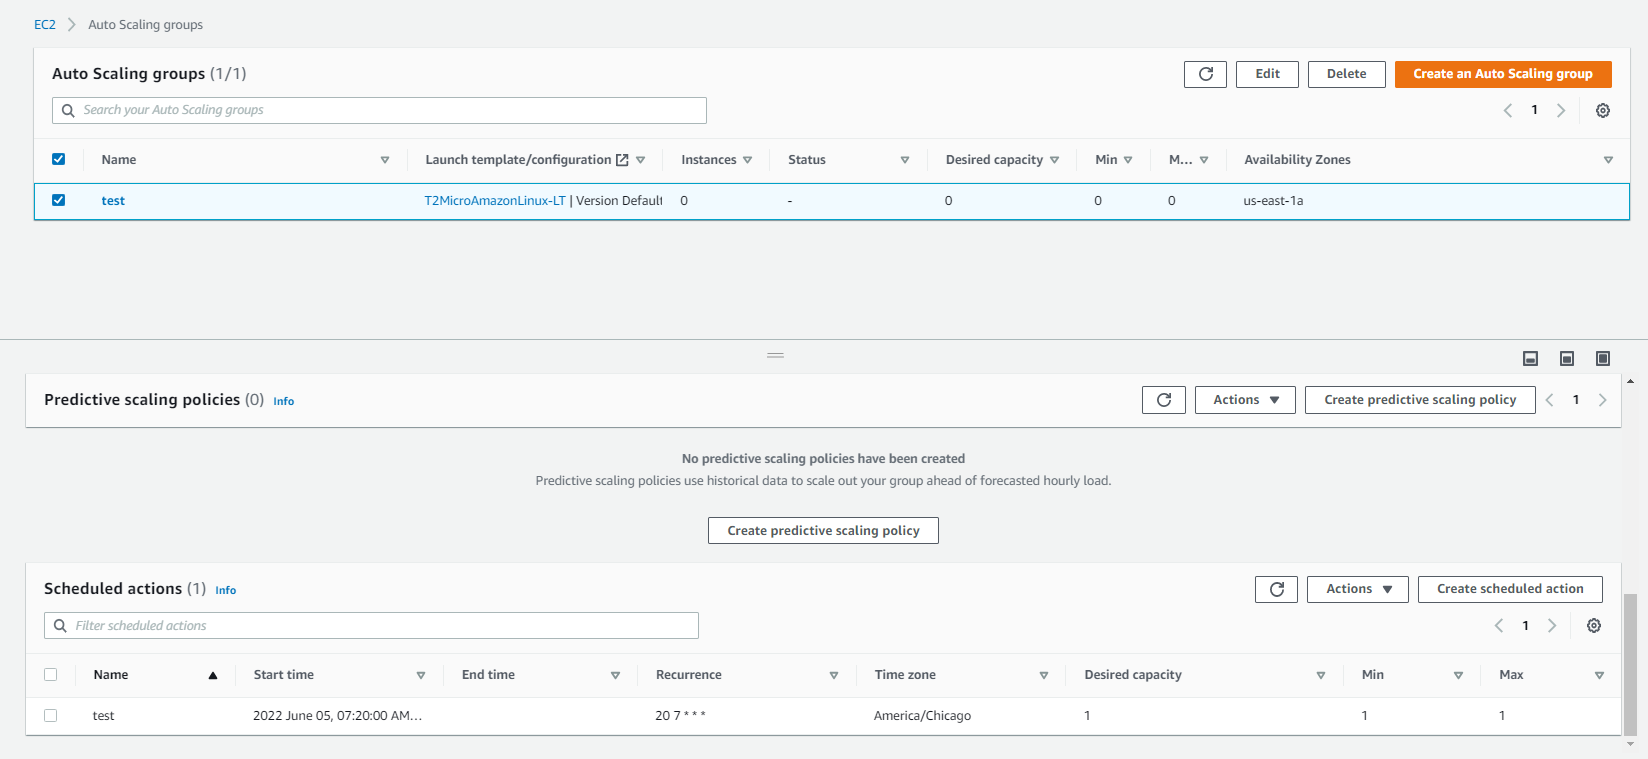 EC2 Auto Scaling groups
Auto Scaling groups (1/1) Edit Delete Create an Auto Scaling group
Search your Auto Scaling groups 1
Name Launch template/configuration Instances Status Desired capacity Min M... Availability Zones
test T2MicroAmazonLinux-LT | Version Default 0 - 0 0 0 us-east-1a
Predictive scaling policies (0) Info Actions Create predictive scaling policy 1
No predictive scaling policies have been created
Predictive scaling policies use historical data to scale out your group ahead of forecasted hourly load.
Create predictive scaling policy
Scheduled actions (1) Info Actions Create scheduled action
Filter scheduled actions 1
Name Start time End time Recurrence Time zone Desired capacity Min Max
test 2022 June 05, 07:20:00 AM... 20 7 * * * America/Chicago 1 1 1